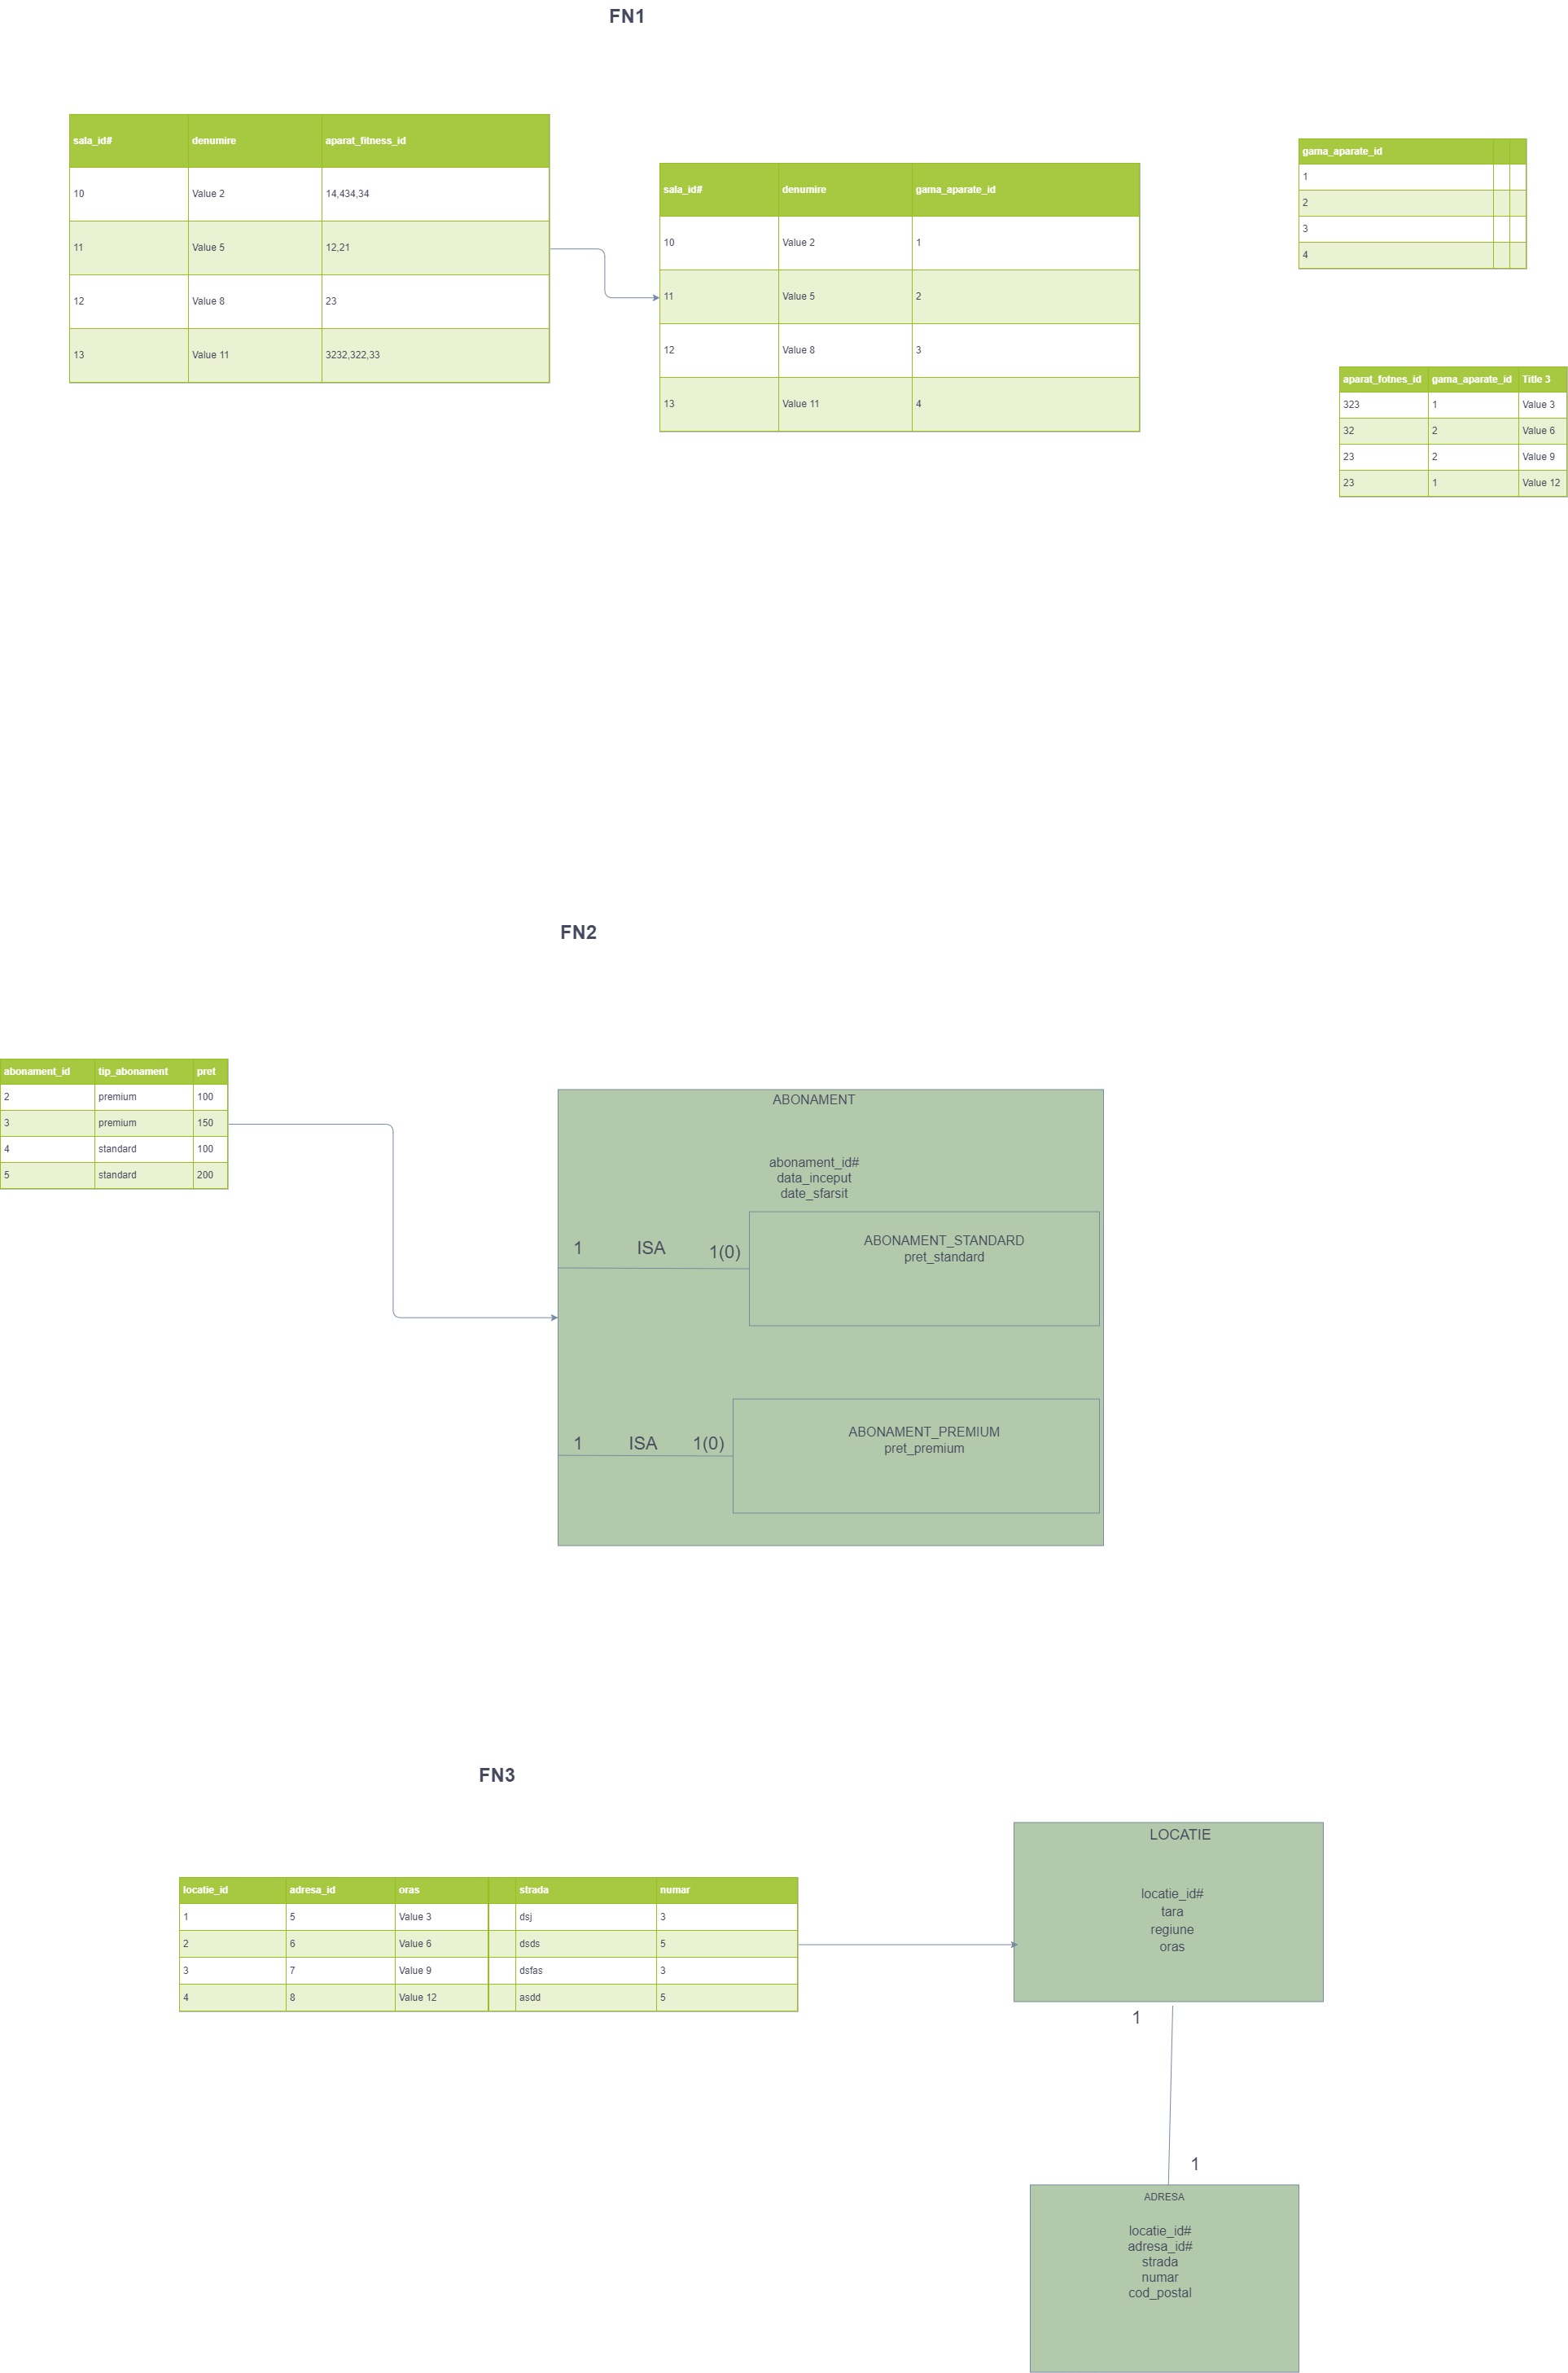 FN1
sala_id# denumire aparat_fitness_id
10 Value 2 14,434,34
11 Value 5 12,21
12 Value 8 23
13 Value 11 3232,322,33
sala_id# denumire gama_aparate_id
10 Value 2 1
11 Value 5 2
12 Value 8 3
13 Value 11 4
gama_aparate_id
1
2
3
4
aparat_fotnes_id gama_aparate_id Title 3
323 1 Value 3
32 2 Value 6
23 2 Value 9
23 1 Value 12
FN2
abonament_id tip_abonament pret
2 premium 100
3 premium 150
4 standard 100
5 standard 200
ABONAMENT
abonament_id#
data_inceput
date_sfarsit
1 ISA 1(0)
ABONAMENT_STANDARD
pret_standard
1 ISA 1(0)
ABONAMENT_PREMIUM
pret_premium
FN3
locatie_id adresa_id oras strada numar
1 5 Value 3 dsj 3
2 6 Value 6 dsds 5
3 7 Value 9 dsfas 3
4 8 Value 12 asdd 5
LOCATIE
locatie_id#
tara
regiune
oras
1
1
ADRESA
locatie_id#
adresa_id#
strada
numar
cod_postal